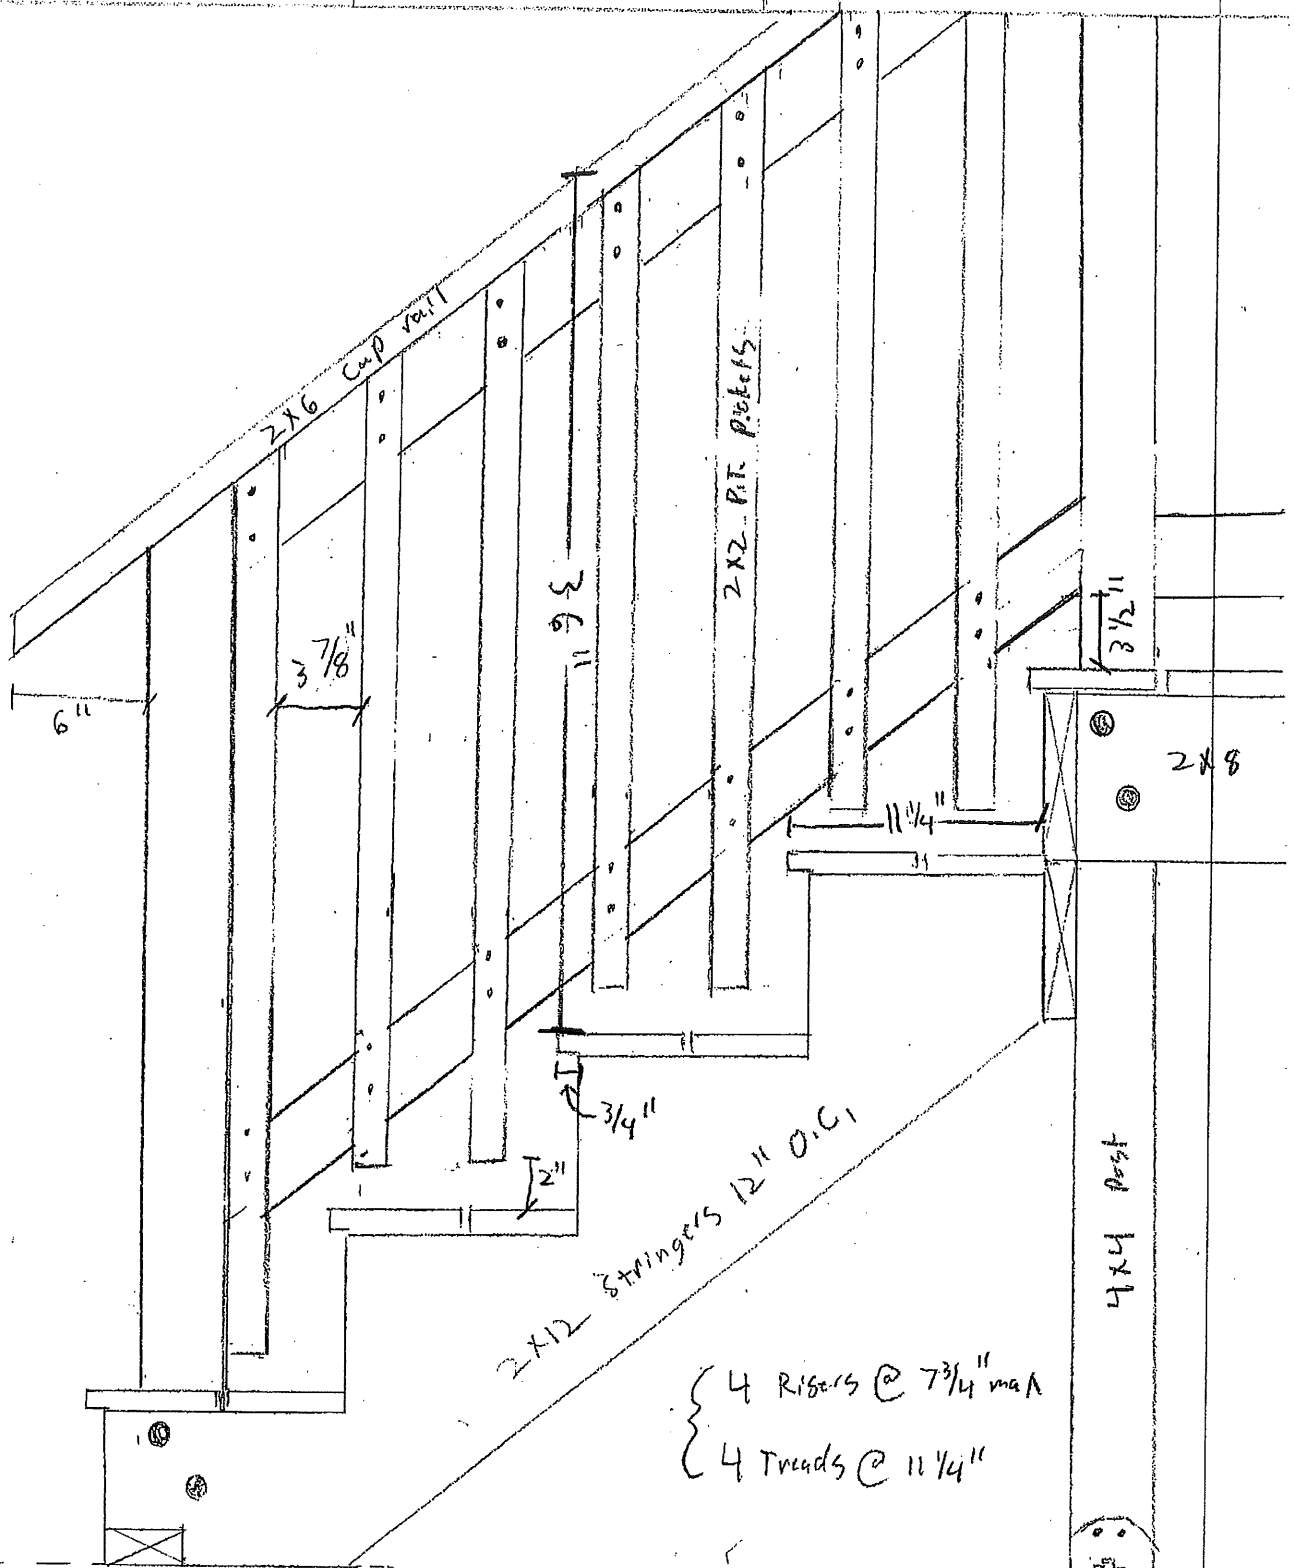 2x6 Cap rail
2x2 P.T. pickets
36"
3 7/8"
6"
3 1/2"
2x8
11 1/4"
3/4"
2"
2x12 Stringers 12" O.C.
4x4 Post
4 Risers @ 7 3/4" max
4 Treads @ 11 1/4"